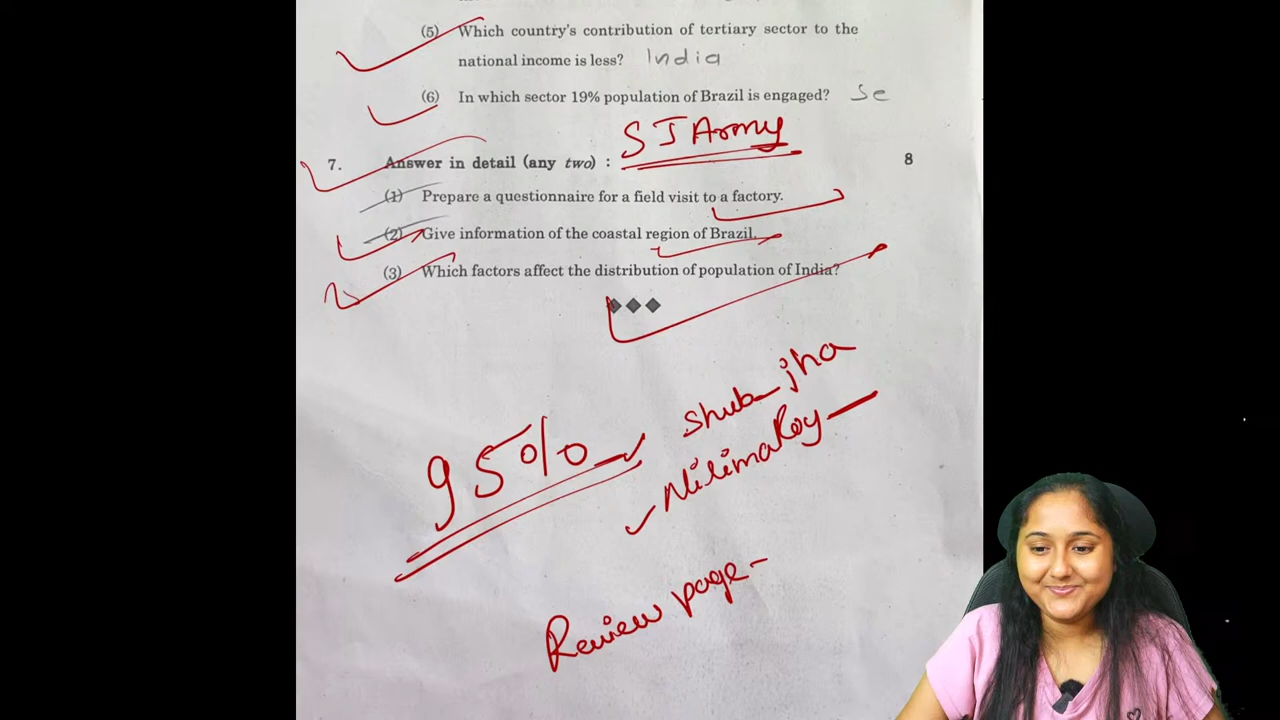 (5) Which country's contribution of tertiary sector to the
national income is less? India
(6) In which sector 19% population of Brazil is engaged? Se
SJ Army
7. Answer in detail (any two) : 8
(1) Prepare a questionnaire for a field visit to a factory.
(2) Give information of the coastal region of Brazil.
(3) Which factors affect the distribution of population of India?
95%
Shub jha
Nilima Roy
Review page-